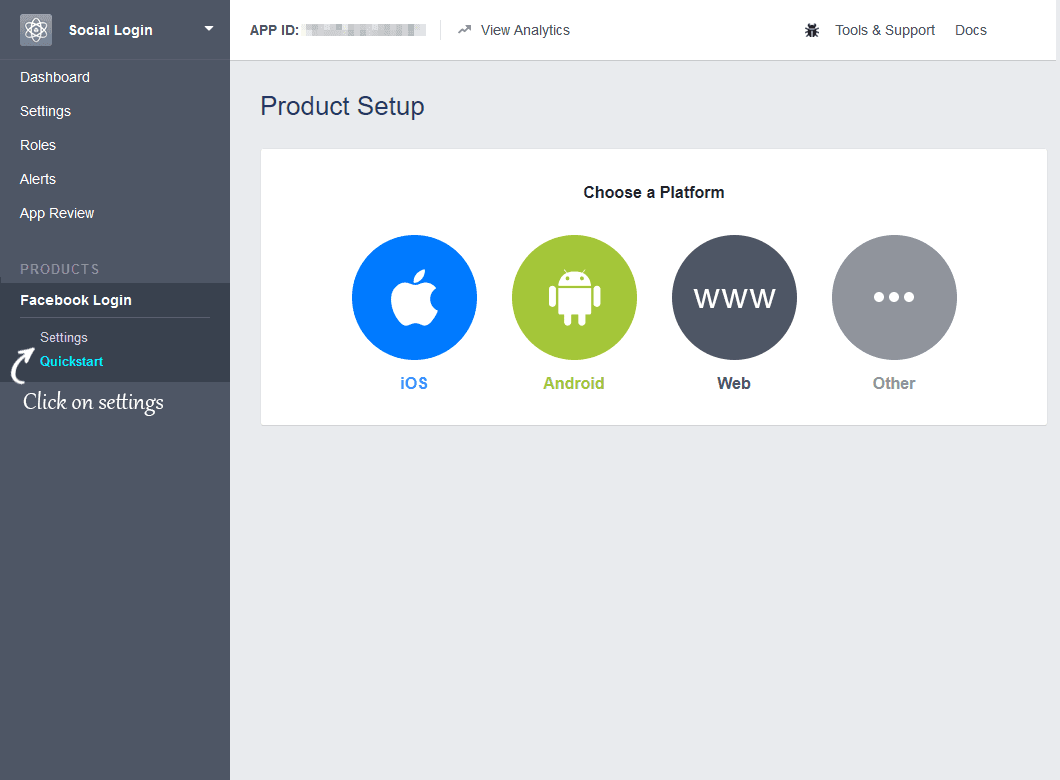 Social Login
APP ID:
View Analytics
Tools & Support
Docs
Dashboard
Settings
Roles
Alerts
App Review
PRODUCTS
Facebook Login
Settings
Quickstart
Click on settings
Product Setup
Choose a Platform
www
iOS
Android
Web
Other